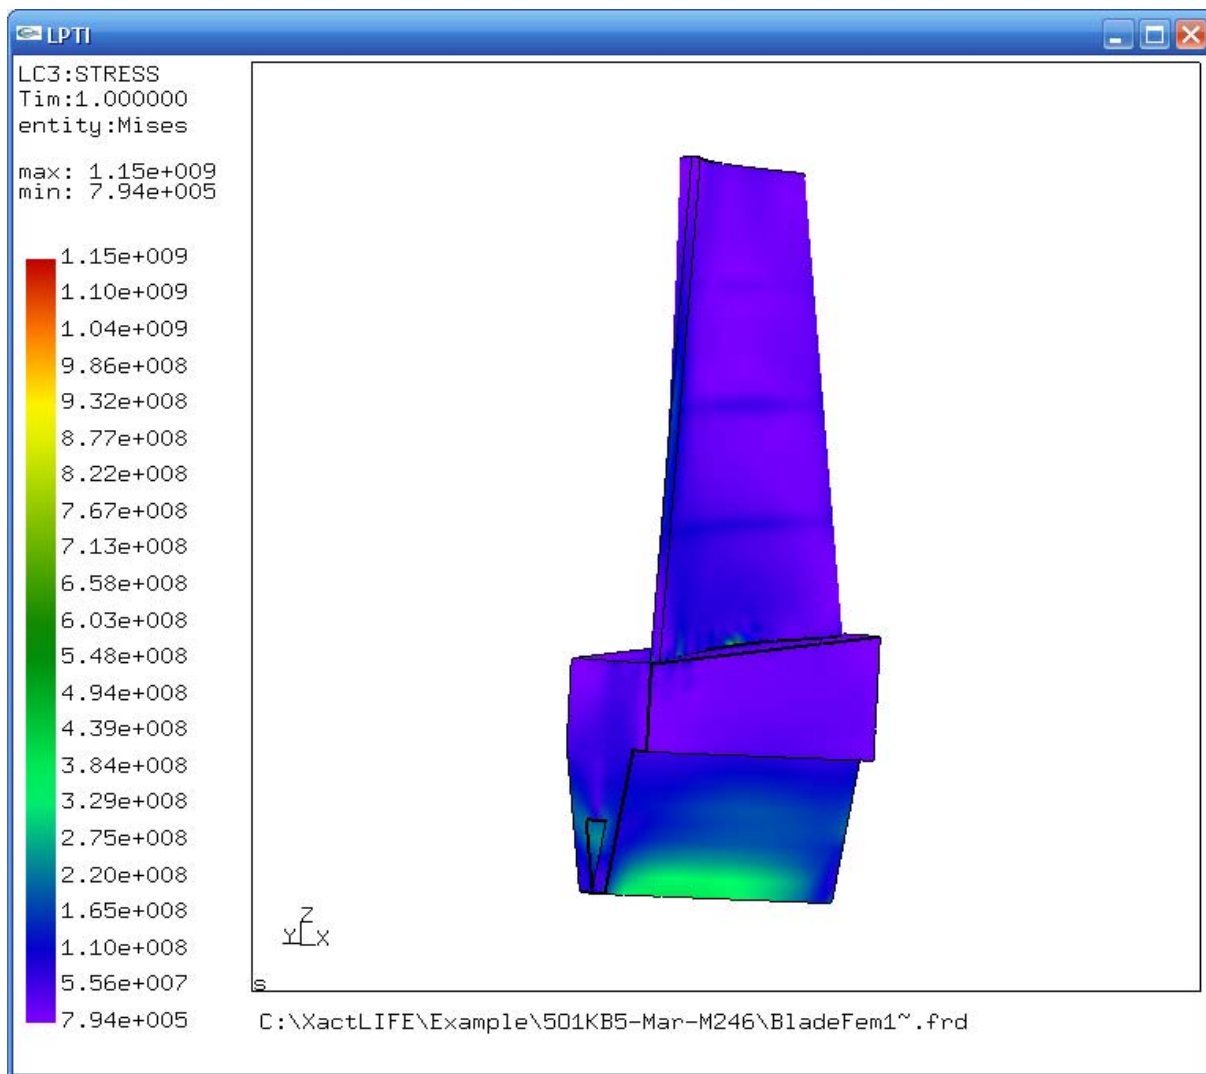 LPTI
LC3:STRESS
Tim:1.000000
entity:Mises
max: 1.15e+009
min: 7.94e+005
1.15e+009
1.10e+009
1.04e+009
9.86e+008
9.32e+008
8.77e+008
8.22e+008
7.67e+008
7.13e+008
6.58e+008
6.03e+008
5.48e+008
4.94e+008
4.39e+008
3.84e+008
3.29e+008
2.75e+008
2.20e+008
1.65e+008
1.10e+008
5.56e+007
7.94e+005
Z
Y X
s
C:\XactLIFE\Example\501KB5-Mar-M246\BladeFem1~.frd